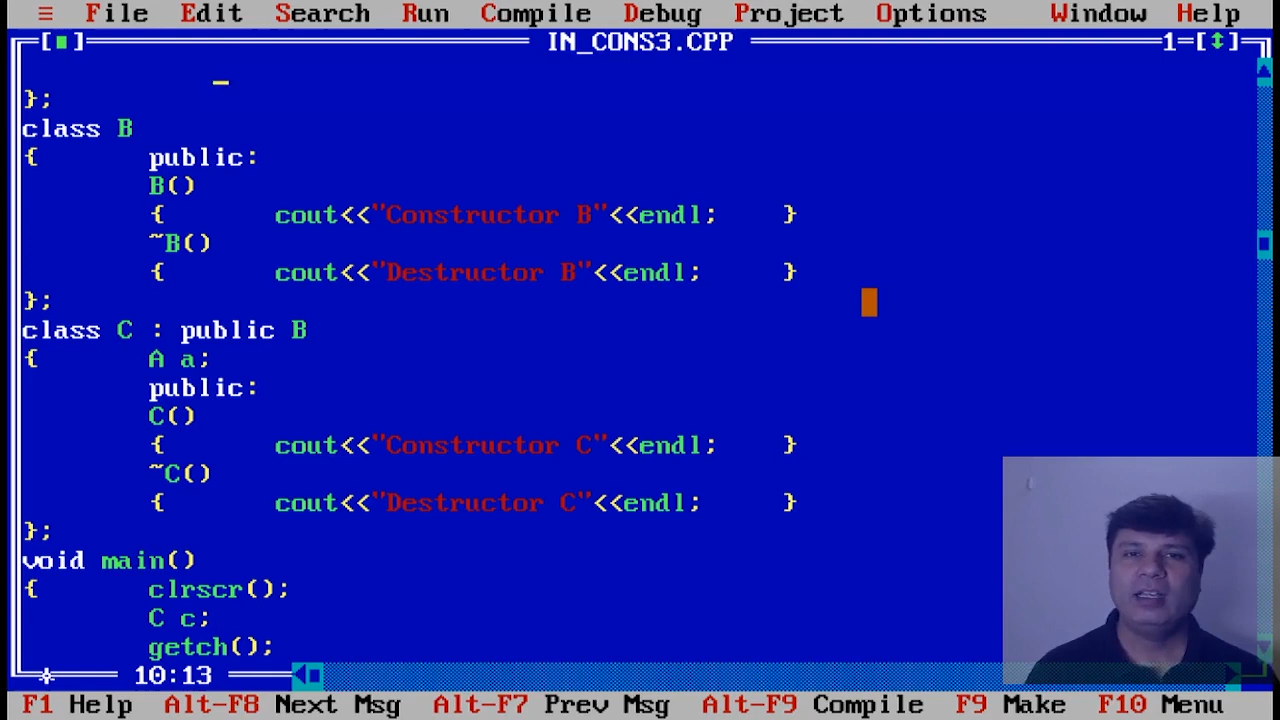 ≡ File Edit Search Run Compile Debug Project Options Window Help
[■] IN_CONS3.CPP 1=[↕]
};
class B
{ public:
B()
{ cout<<"Constructor B"<<endl; }
~B()
{ cout<<"Destructor B"<<endl; }
};
class C : public B
{ A a;
public:
C()
{ cout<<"Constructor C"<<endl; }
~C()
{ cout<<"Destructor C"<<endl; }
};
void main()
{ clrscr();
C c;
getch();
10:13
F1 Help Alt-F8 Next Msg Alt-F7 Prev Msg Alt-F9 Compile F9 Make F10 Menu